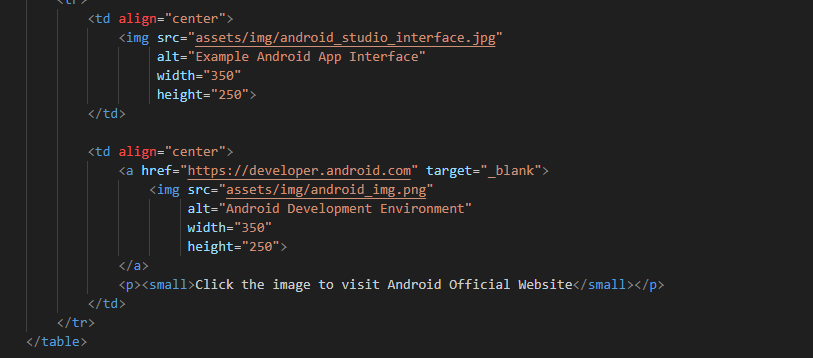 <tr>
<td align="center">
<img src="assets/img/android_studio_interface.jpg"
alt="Example Android App Interface"
width="350"
height="250">
</td>
<td align="center">
<a href="https://developer.android.com" target="_blank">
<img src="assets/img/android_img.png"
alt="Android Development Environment"
width="350"
height="250">
</a>
<p><small>Click the image to visit Android Official Website</small></p>
</td>
</tr>
</table>